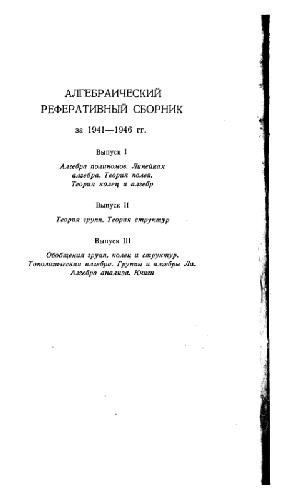 АЛГЕБРАИЧЕСКИЙ
РЕФЕРАТИВНЫЙ СБОРНИК
за 1941—1946 гг.
Выпуск I
Алгебра полиномов. Линейная
алгебра. Теория полей.
Теория колец и алгебр
Выпуск II
Теория групп. Теория структур
Выпуск III
Обобщения групп, колец и структур.
Топологическая алгебра. Группы и алгебры Ли.
Алгебра анализа. Книги